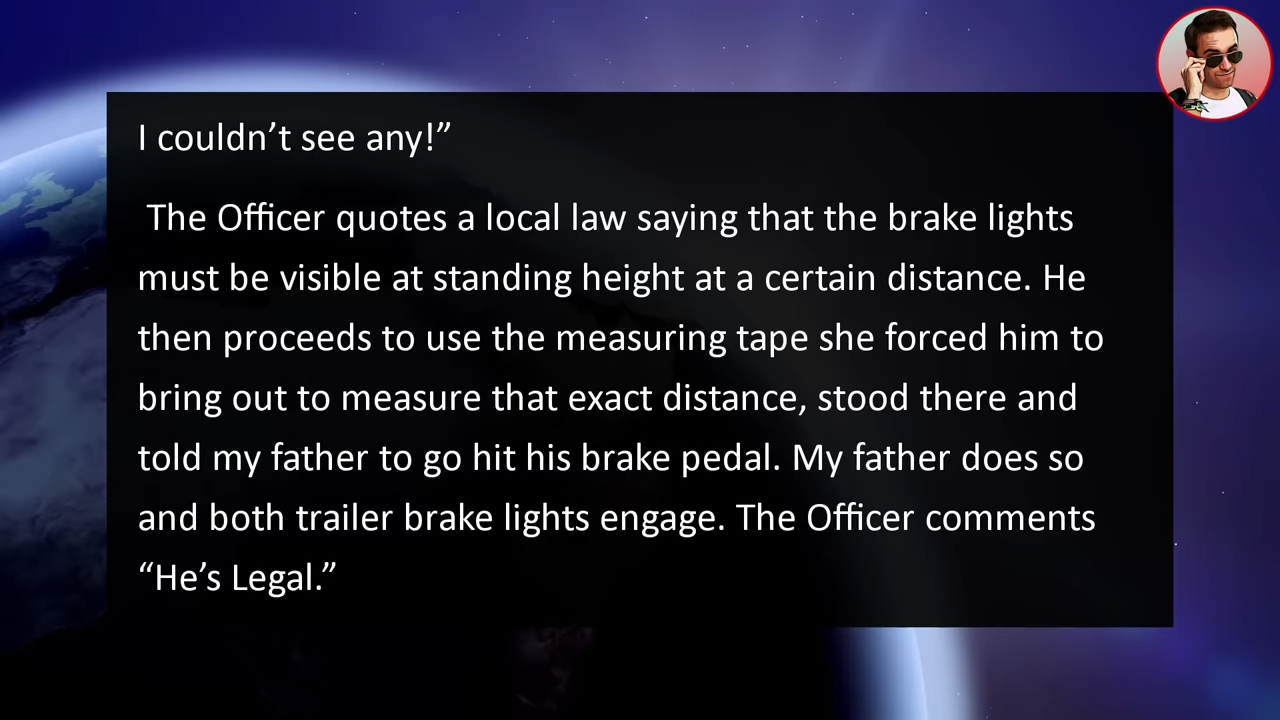 I couldn’t see any!”
The Officer quotes a local law saying that the brake lights
must be visible at standing height at a certain distance. He
then proceeds to use the measuring tape she forced him to
bring out to measure that exact distance, stood there and
told my father to go hit his brake pedal. My father does so
and both trailer brake lights engage. The Officer comments
“He’s Legal.”